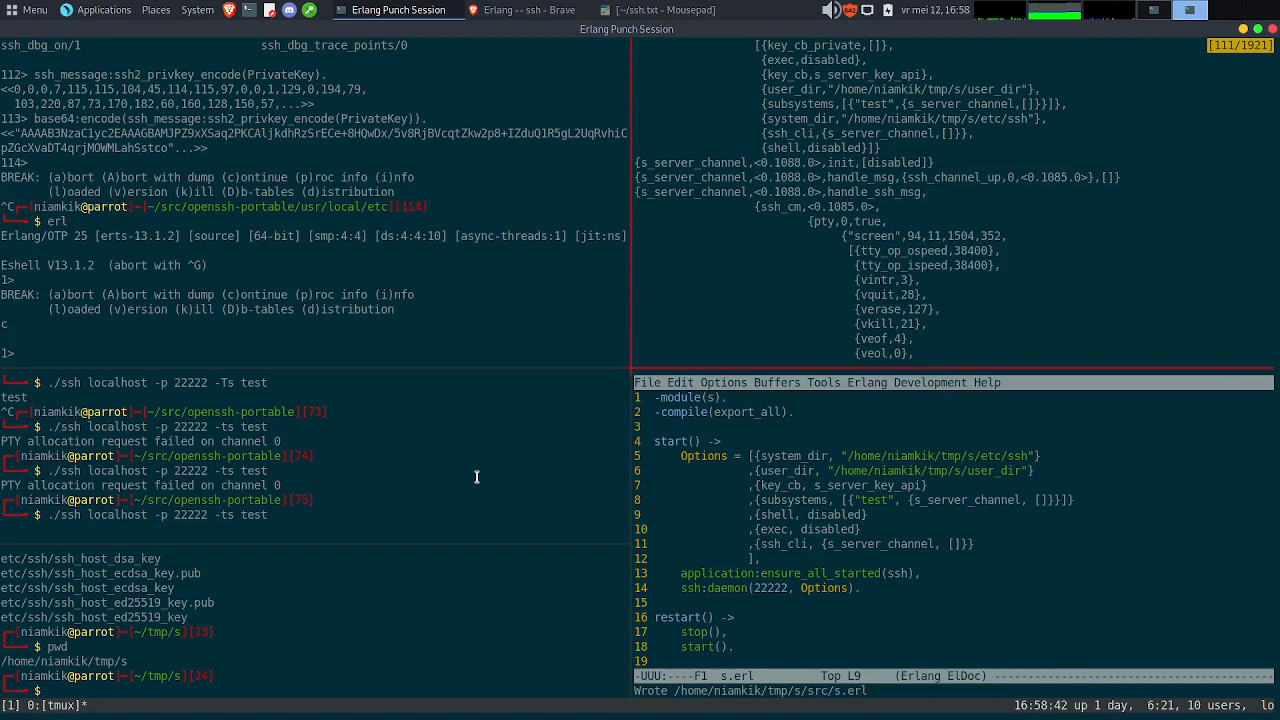 Menu Applications Places System Erlang Punch Session Erlang -- ssh - Brave [~/ssh.txt - Mousepad] vr mei 12, 16:58
Erlang Punch Session
ssh_dbg_on/1 ssh_dbg_trace_points/0
112> ssh_message:ssh2_privkey_encode(PrivateKey).
<<0,0,0,7,115,115,104,45,114,115,97,0,0,1,129,0,194,79,
103,220,87,73,170,182,60,160,128,150,57,...>>
113> base64:encode(ssh_message:ssh2_privkey_encode(PrivateKey)).
<<"AAAAB3NzaC1yc2EAAAGBAMJPZ9xXSaq2PKCAljkdhRzSrECe+8HQwDx/5v8RjBVcqtZkw2p8+IZduQ1R5gL2UqRvhiC
pZGcXvaDT4qrjMOWMLahSstco"...>>
114>
BREAK: (a)bort (A)bort with dump (c)ontinue (p)roc info (i)nfo
(l)oaded (v)ersion (k)ill (D)b-tables (d)istribution
^C┌─[niamkik@parrot]─[~/src/openssh-portable/usr/local/etc][114]
└──╼ $ erl
Erlang/OTP 25 [erts-13.1.2] [source] [64-bit] [smp:4:4] [ds:4:4:10] [async-threads:1] [jit:ns]
Eshell V13.1.2 (abort with ^G)
1>
BREAK: (a)bort (A)bort with dump (c)ontinue (p)roc info (i)nfo
(l)oaded (v)ersion (k)ill (D)b-tables (d)istribution
c
1>
[111/1921]
[{key_cb_private,[]},
{exec,disabled},
{key_cb,s_server_key_api},
{user_dir,"/home/niamkik/tmp/s/user_dir"},
{subsystems,[{"test",{s_server_channel,[]}}]},
{system_dir,"/home/niamkik/tmp/s/etc/ssh"},
{ssh_cli,{s_server_channel,[]}},
{shell,disabled}]}
{s_server_channel,<0.1088.0>,init,[disabled]}
{s_server_channel,<0.1088.0>,handle_msg,{ssh_channel_up,0,<0.1085.0>},[]}
{s_server_channel,<0.1088.0>,handle_ssh_msg,
{ssh_cm,<0.1085.0>,
{pty,0,true,
{"screen",94,11,1504,352,
[{tty_op_ospeed,38400},
{tty_op_ispeed,38400},
{vintr,3},
{vquit,28},
{verase,127},
{vkill,21},
{veof,4},
{veol,0},
└──╼ $ ./ssh localhost -p 22222 -Ts test
test
^C┌─[niamkik@parrot]─[~/src/openssh-portable][73]
└──╼ $ ./ssh localhost -p 22222 -ts test
PTY allocation request failed on channel 0
┌─[niamkik@parrot]─[~/src/openssh-portable][74]
└──╼ $ ./ssh localhost -p 22222 -ts test
PTY allocation request failed on channel 0
┌─[niamkik@parrot]─[~/src/openssh-portable][75]
└──╼ $ ./ssh localhost -p 22222 -ts test
etc/ssh/ssh_host_dsa_key
etc/ssh/ssh_host_ecdsa_key.pub
etc/ssh/ssh_host_ecdsa_key
etc/ssh/ssh_host_ed25519_key.pub
etc/ssh/ssh_host_ed25519_key
┌─[niamkik@parrot]─[~/tmp/s][23]
└──╼ $ pwd
/home/niamkik/tmp/s
┌─[niamkik@parrot]─[~/tmp/s][24]
└──╼ $
File Edit Options Buffers Tools Erlang Development Help
1 -module(s).
2 -compile(export_all).
3
4 start() ->
5 Options = [{system_dir, "/home/niamkik/tmp/s/etc/ssh"}
6 ,{user_dir, "/home/niamkik/tmp/s/user_dir"}
7 ,{key_cb, s_server_key_api}
8 ,{subsystems, [{"test", {s_server_channel, []}}]}
9 ,{shell, disabled}
10 ,{exec, disabled}
11 ,{ssh_cli, {s_server_channel, []}}
12 ],
13 application:ensure_all_started(ssh),
14 ssh:daemon(22222, Options).
15
16 restart() ->
17 stop(),
18 start().
19
-UUU:----F1 s.erl Top L9 (Erlang ElDoc) ------------------------------------------------
Wrote /home/niamkik/tmp/s/src/s.erl
[1] 0:[tmux]* 16:58:42 up 1 day, 6:21, 10 users, lo